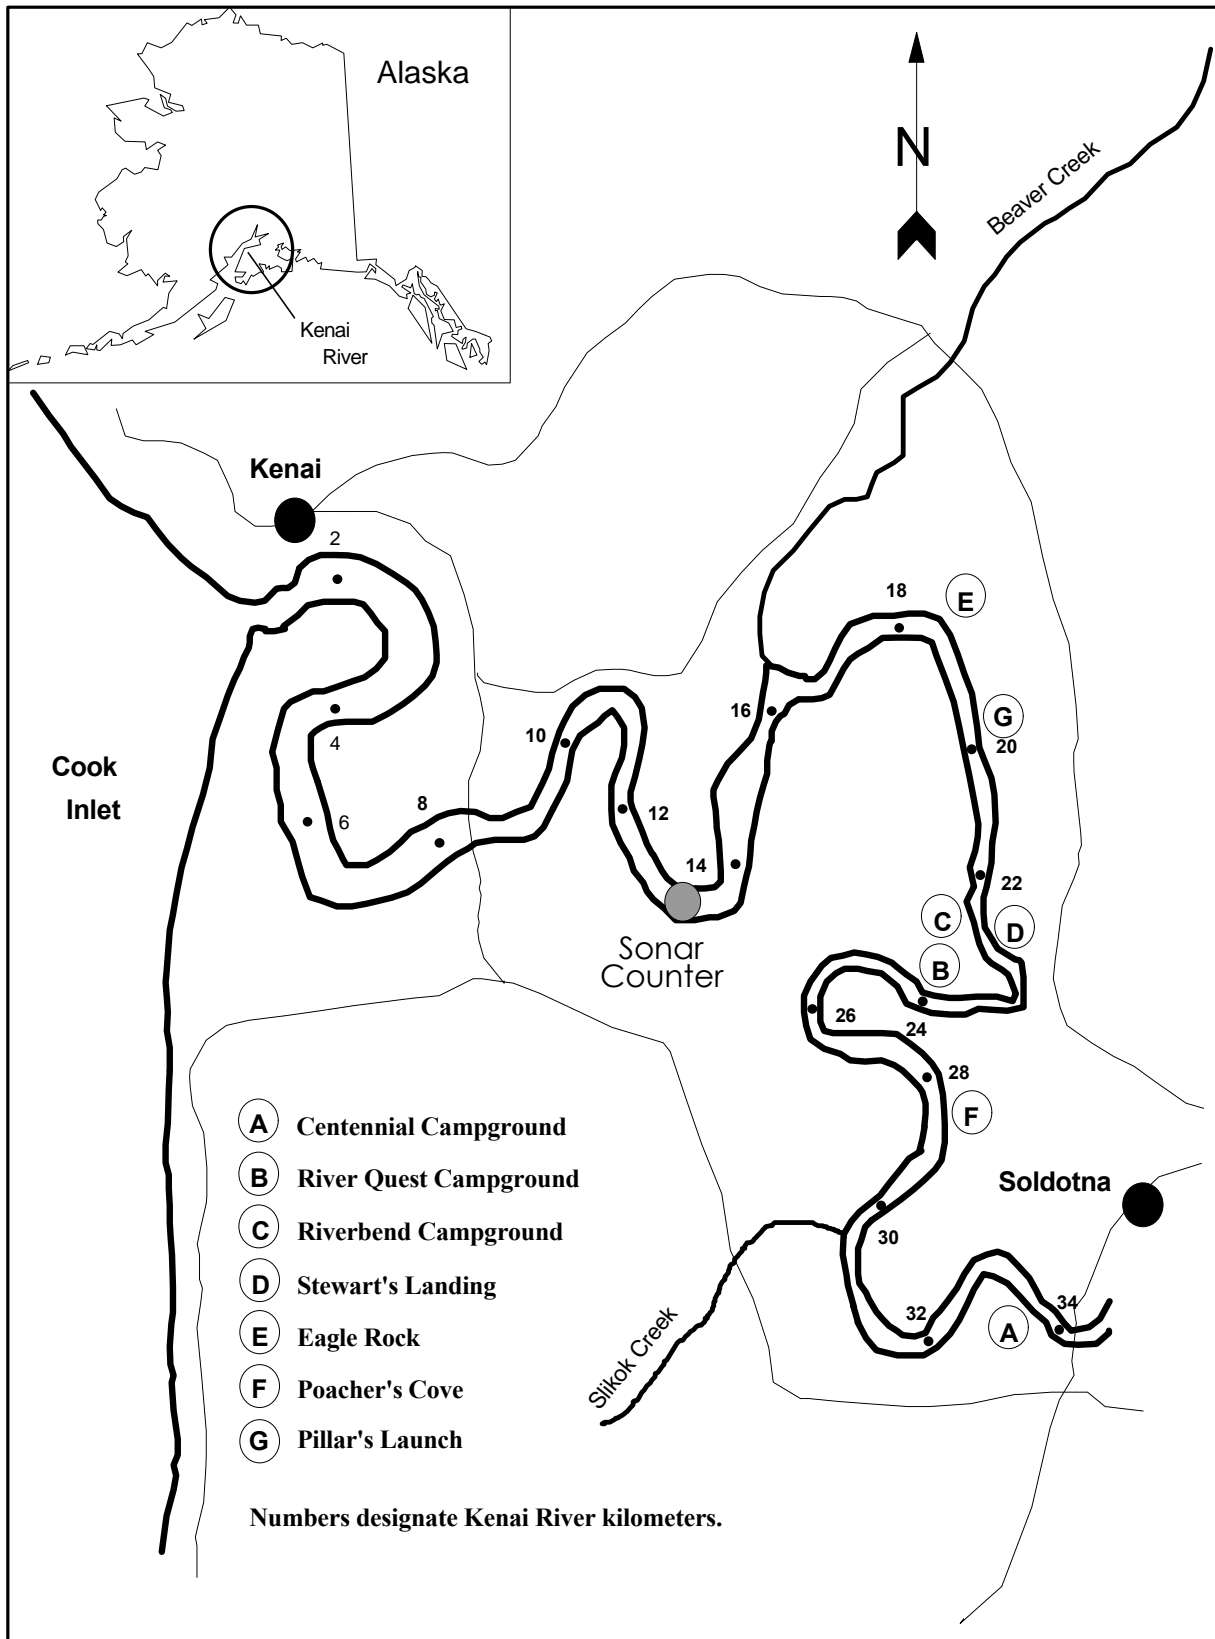 Alaska
Kenai
River
N
Beaver Creek
Kenai
2
4
6
8
10
12
14
16
18
20
22
24
26
28
30
32
34
E
G
C
D
B
F
A
Cook
Inlet
Sonar
Counter
Soldotna
Slikok Creek
A Centennial Campground
B River Quest Campground
C Riverbend Campground
D Stewart's Landing
E Eagle Rock
F Poacher's Cove
G Pillar's Launch
Numbers designate Kenai River kilometers.